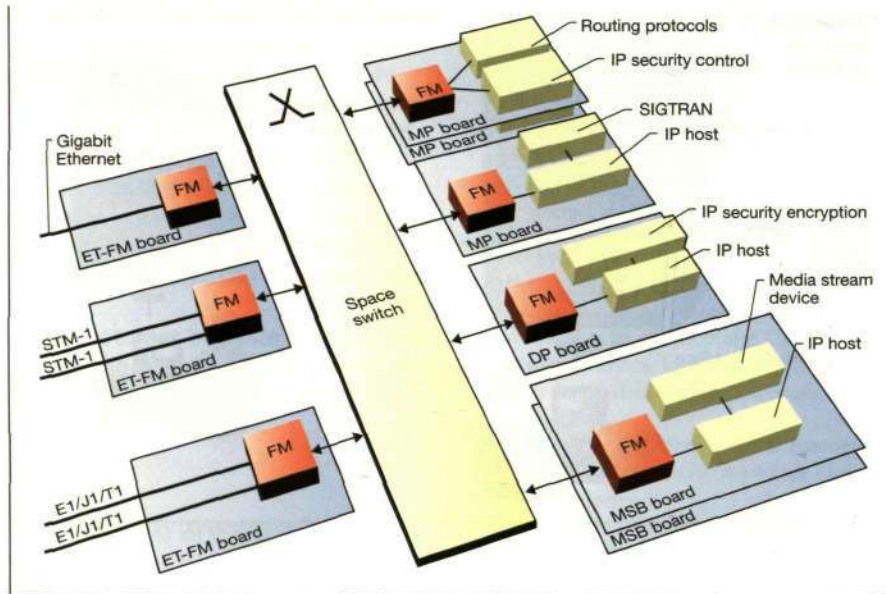 Routing protocols
IP security control
FM
MP board
MP board
SIGTRAN
IP host
FM
MP board
Gigabit
Ethernet
FM
ET-FM board
IP security encryption
IP host
FM
DP board
Space
switch
STM-1
STM-1
FM
ET-FM board
Media stream
device
IP host
FM
MSB board
MSB board
E1/J1/T1
E1/J1/T1
FM
ET-FM board